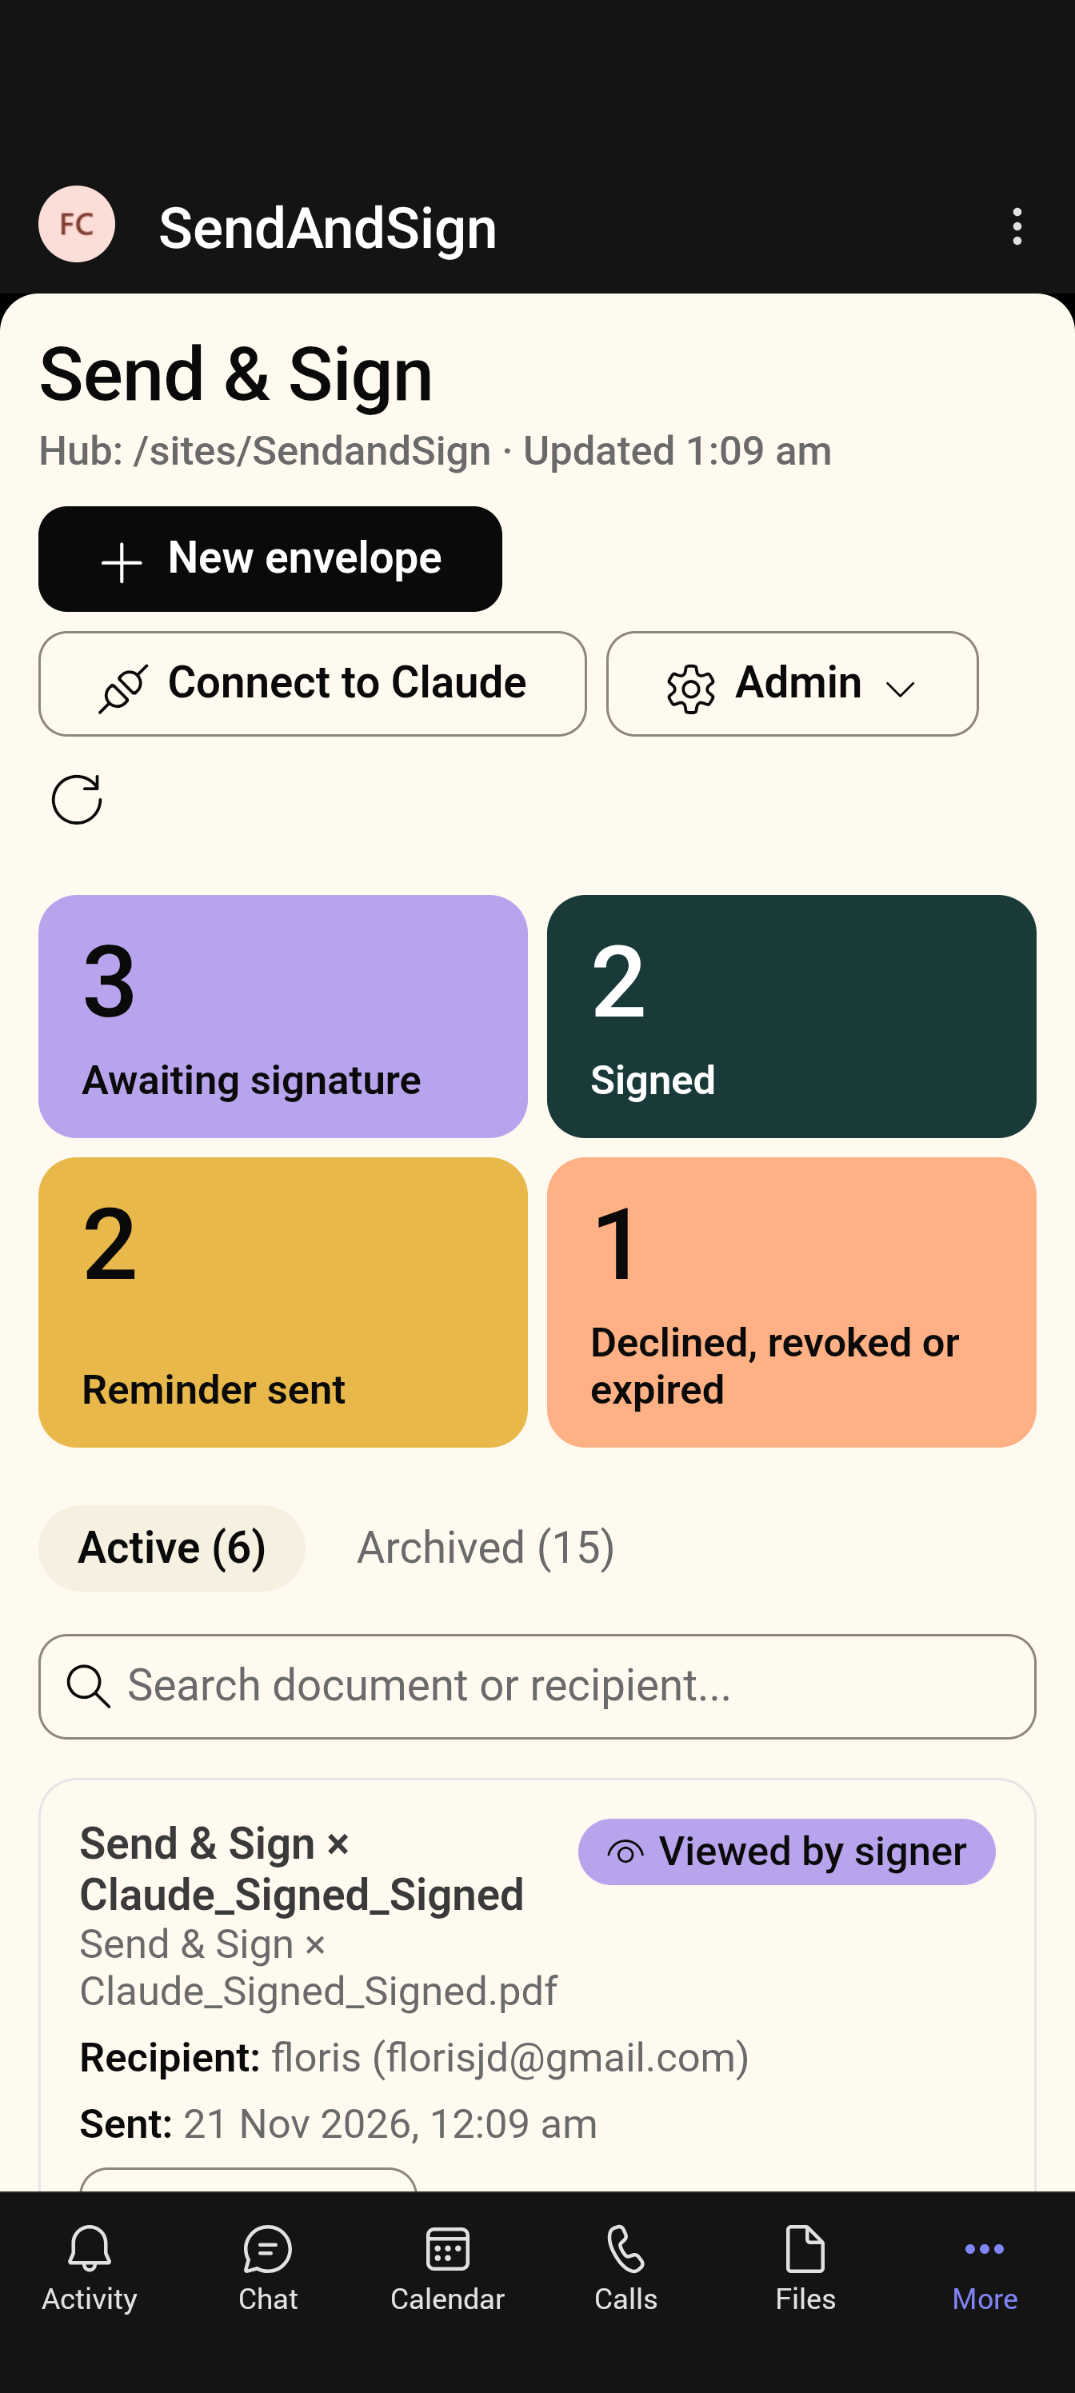 FC
SendAndSign
Send & Sign
Hub: /sites/SendandSign · Updated 1:09 am
New envelope
Connect to Claude
Admin
3
Awaiting signature
2
Signed
2
Reminder sent
1
Declined, revoked or
expired
Active (6)
Archived (15)
Search document or recipient...
Send & Sign ×
Claude_Signed_Signed
Viewed by signer
Send & Sign ×
Claude_Signed_Signed.pdf
Recipient: floris (florisjd@gmail.com)
Sent: 21 Nov 2026, 12:09 am
Activity
Chat
Calendar
Calls
Files
More